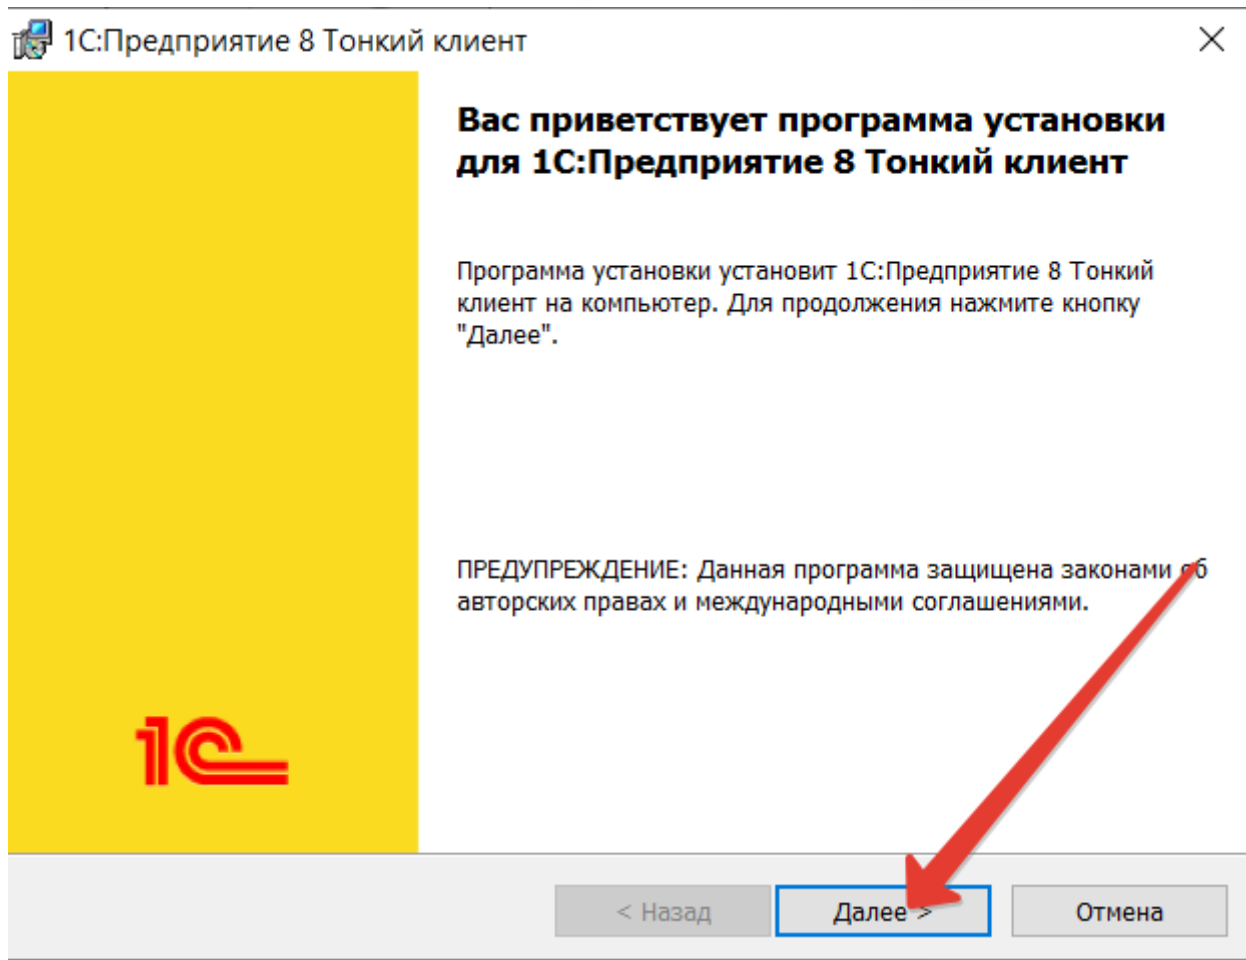 1С:Предприятие 8 Тонкий клиент
Вас приветствует программа установки
для 1С:Предприятие 8 Тонкий клиент
Программа установки установит 1С:Предприятие 8 Тонкий
клиент на компьютер. Для продолжения нажмите кнопку
"Далее".
ПРЕДУПРЕЖДЕНИЕ: Данная программа защищена законами об
авторских правах и международными соглашениями.
1С
< Назад
Далее >
Отмена